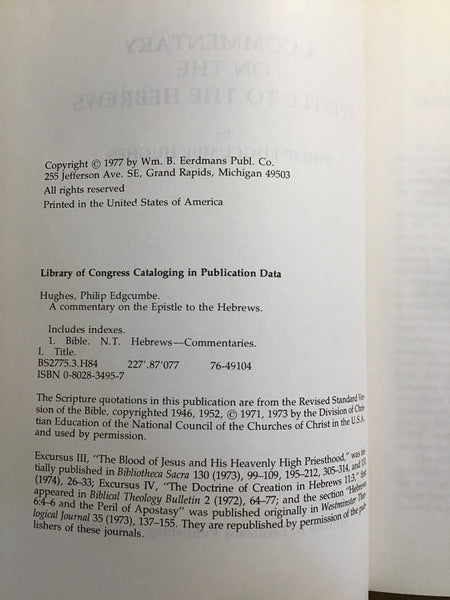 Copyright © 1977 by Wm. B. Eerdmans Publ. Co.
255 Jefferson Ave. SE, Grand Rapids, Michigan 49503
All rights reserved
Printed in the United States of America
Library of Congress Cataloging in Publication Data
Hughes, Philip Edgcumbe.
A commentary on the Epistle to the Hebrews.
Includes indexes.
1. Bible. N.T. Hebrews—Commentaries.
I. Title.
BS2775.3.H84 227'.87'077 76-49104
ISBN 0-8028-3495-7
The Scripture quotations in this publication are from the Revised Standard Ver-
sion of the Bible, copyrighted 1946, 1952, © 1971, 1973 by the Division of Chris-
tian Education of the National Council of the Churches of Christ in the U.S.A.
and used by permission.
Excursus III, "The Blood of Jesus and His Heavenly High Priesthood," was ini-
tially published in Bibliotheca Sacra 130 (1973), 99-109, 195-212, 305-314, and 131
(1974), 26-33; Excursus IV, "The Doctrine of Creation in Hebrews 11:3," first
appeared in Biblical Theology Bulletin 2 (1972), 64-77; and the section "Hebrews
6:4-6 and the Peril of Apostasy" was published originally in Westminster Theo-
logical Journal 35 (1973), 137-155. They are republished by permission of the pub-
lishers of these journals.